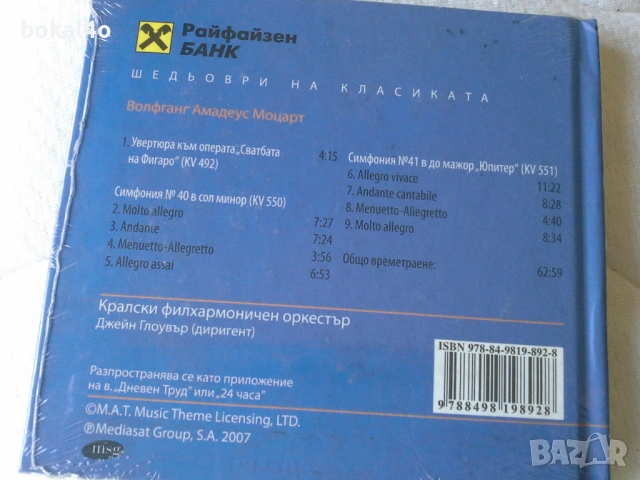 bokal4o
Райфайзен
БАНК
ШЕДЬОВРИ НА КЛАСИКАТА
Волфганг Амадеус Моцарт
1. Увертюра към операта „Сватбата
на Фигаро“ (KV 492) 4:15
Симфония № 40 в сол минор (KV 550)
2. Molto allegro 7:27
3. Andante 7:24
4. Menuetto-Allegretto 3:56
5. Allegro assai 6:53
Симфония №41 в до мажор „Юпитер“ (KV 551)
6. Allegro vivace 11:22
7. Andante cantabile 8:28
8. Menuetto-Allegretto 4:40
9. Molto allegro 8:34
Общо времетраене: 62:59
Кралски филхармоничен оркестър
Джейн Глоувър (диригент)
ISBN 978-84-9819-892-8
9 788498 198928
Разпространява се като приложение
на в. „Дневен Труд“ или „24 часа“
©M.A.T. Music Theme Licensing, LTD.
℗Mediasat Group, S.A. 2007
msg
BAZAR